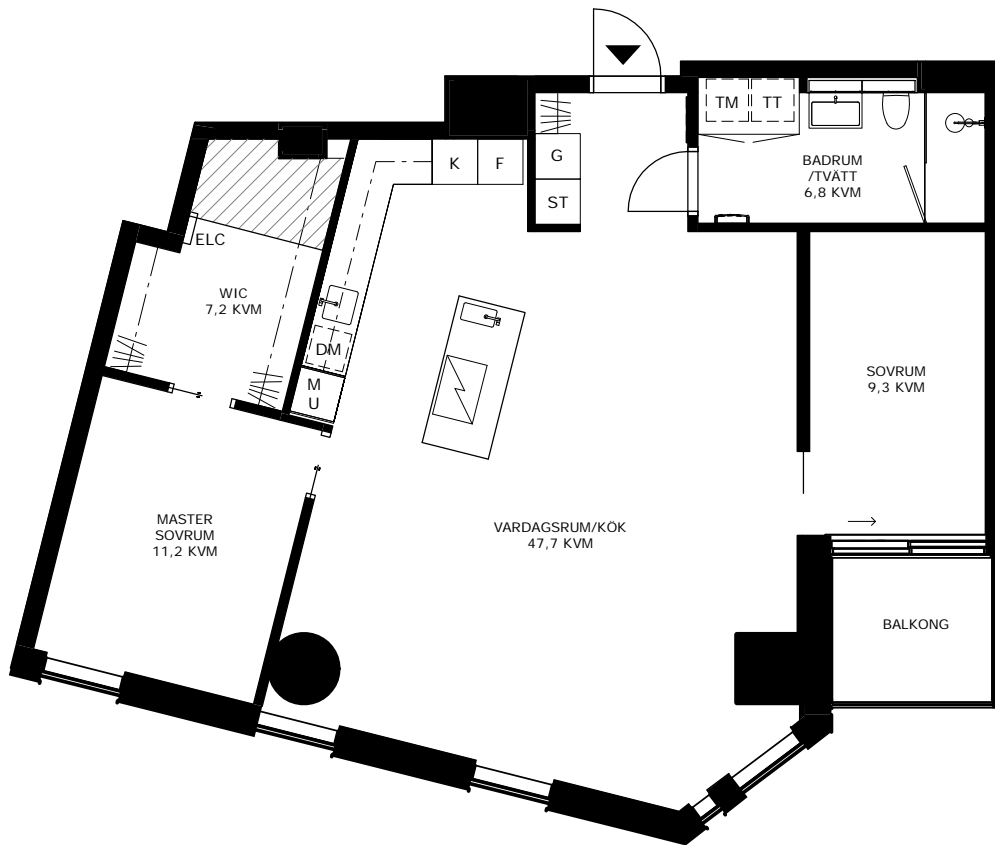 TM
TT
K
F
G
ST
BADRUM
/TVÄTT
6,8 KVM
ELC
WIC
7,2 KVM
DM
M
U
SOVRUM
9,3 KVM
MASTER
SOVRUM
11,2 KVM
VARDAGSRUM/KÖK
47,7 KVM
BALKONG